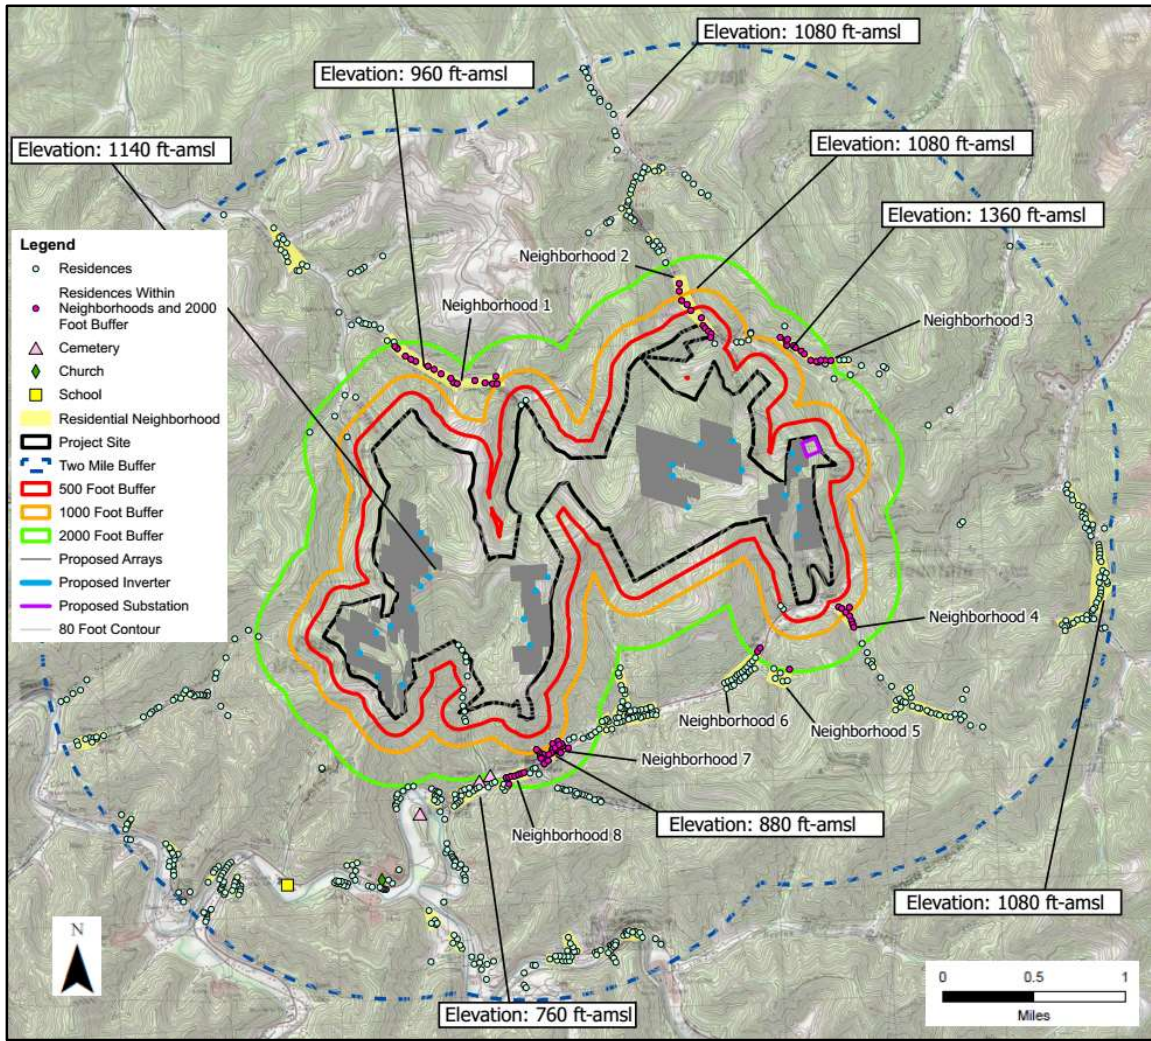 Elevation: 1080 ft-amsl
Elevation: 960 ft-amsl
Elevation: 1140 ft-amsl
Elevation: 1080 ft-amsl
Elevation: 1360 ft-amsl
Neighborhood 2
Neighborhood 1
Neighborhood 3
Legend
Residences
Residences Within
Neighborhoods and 2000
Foot Buffer
Cemetery
Church
School
Residential Neighborhood
Project Site
Two Mile Buffer
500 Foot Buffer
1000 Foot Buffer
2000 Foot Buffer
Proposed Arrays
Proposed Inverter
Proposed Substation
80 Foot Contour
Neighborhood 4
Neighborhood 6
Neighborhood 5
Neighborhood 7
Neighborhood 8
Elevation: 880 ft-amsl
Elevation: 1080 ft-amsl
Elevation: 760 ft-amsl
N
0 0.5 1
Miles